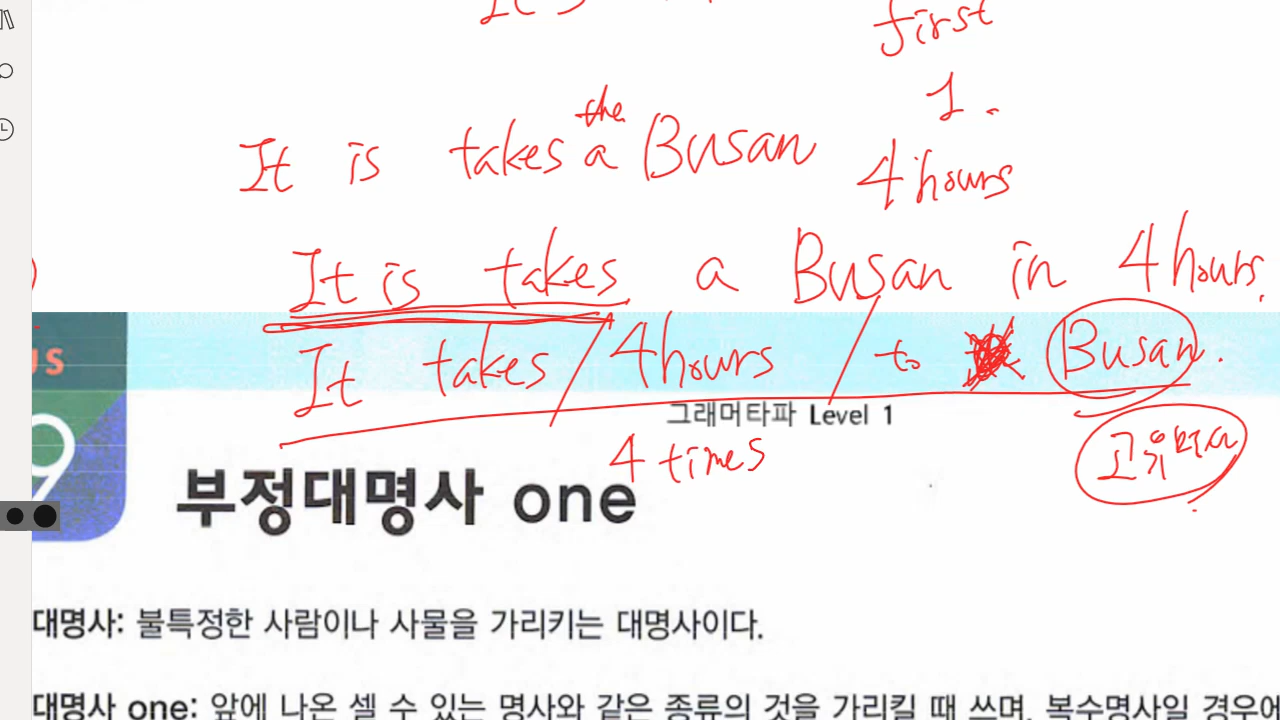 It's
first
1.
the
It is takes a Busan 4 hours
It is takes a Busan in 4 hours.
It takes / 4 hours / to Busan.
그래머타파 Level 1
고유명사
4 times
US
9
부정대명사 one
대명사: 불특정한 사람이나 사물을 가리키는 대명사이다.
대명사 one: 앞에 나온 셀 수 있는 명사와 같은 종류의 것을 가리킬 때 쓰며, 복수명사일 경우에